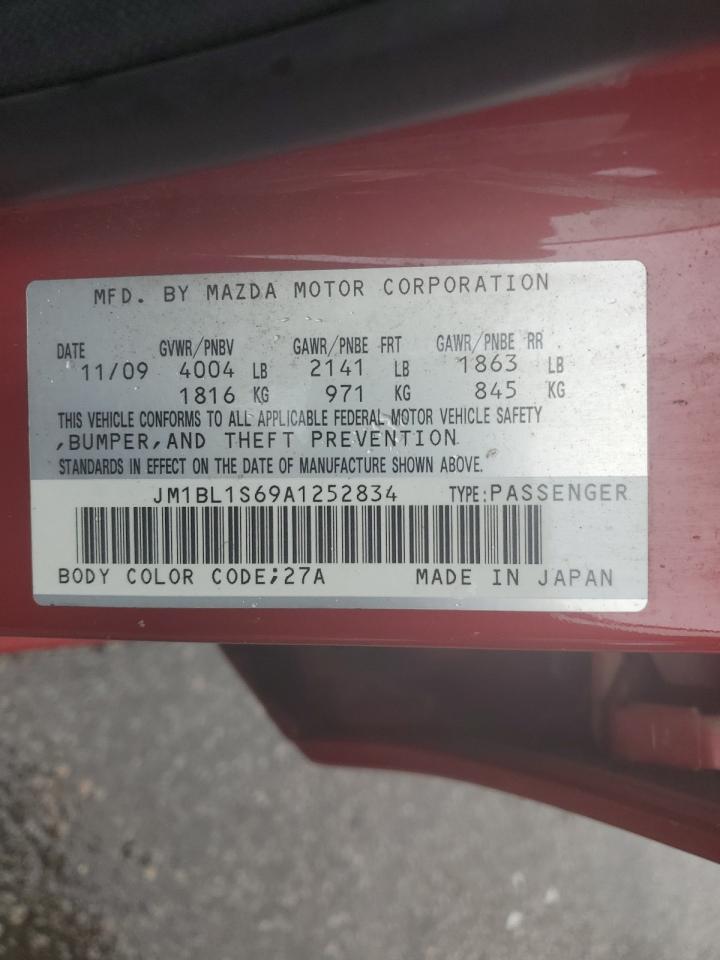 MFD. BY MAZDA MOTOR CORPORATION
DATE GVWR/PNBV GAWR/PNBE FRT GAWR/PNBE RR
11/09 4004 LB 2141 LB 1863 LB
1816 KG 971 KG 845 KG
THIS VEHICLE CONFORMS TO ALL APPLICABLE FEDERAL MOTOR VEHICLE SAFETY
,BUMPER,AND THEFT PREVENTION
STANDARDS IN EFFECT ON THE DATE OF MANUFACTURE SHOWN ABOVE.
JM1BL1S69A1252834 TYPE:PASSENGER
BODY COLOR CODE;27A MADE IN JAPAN